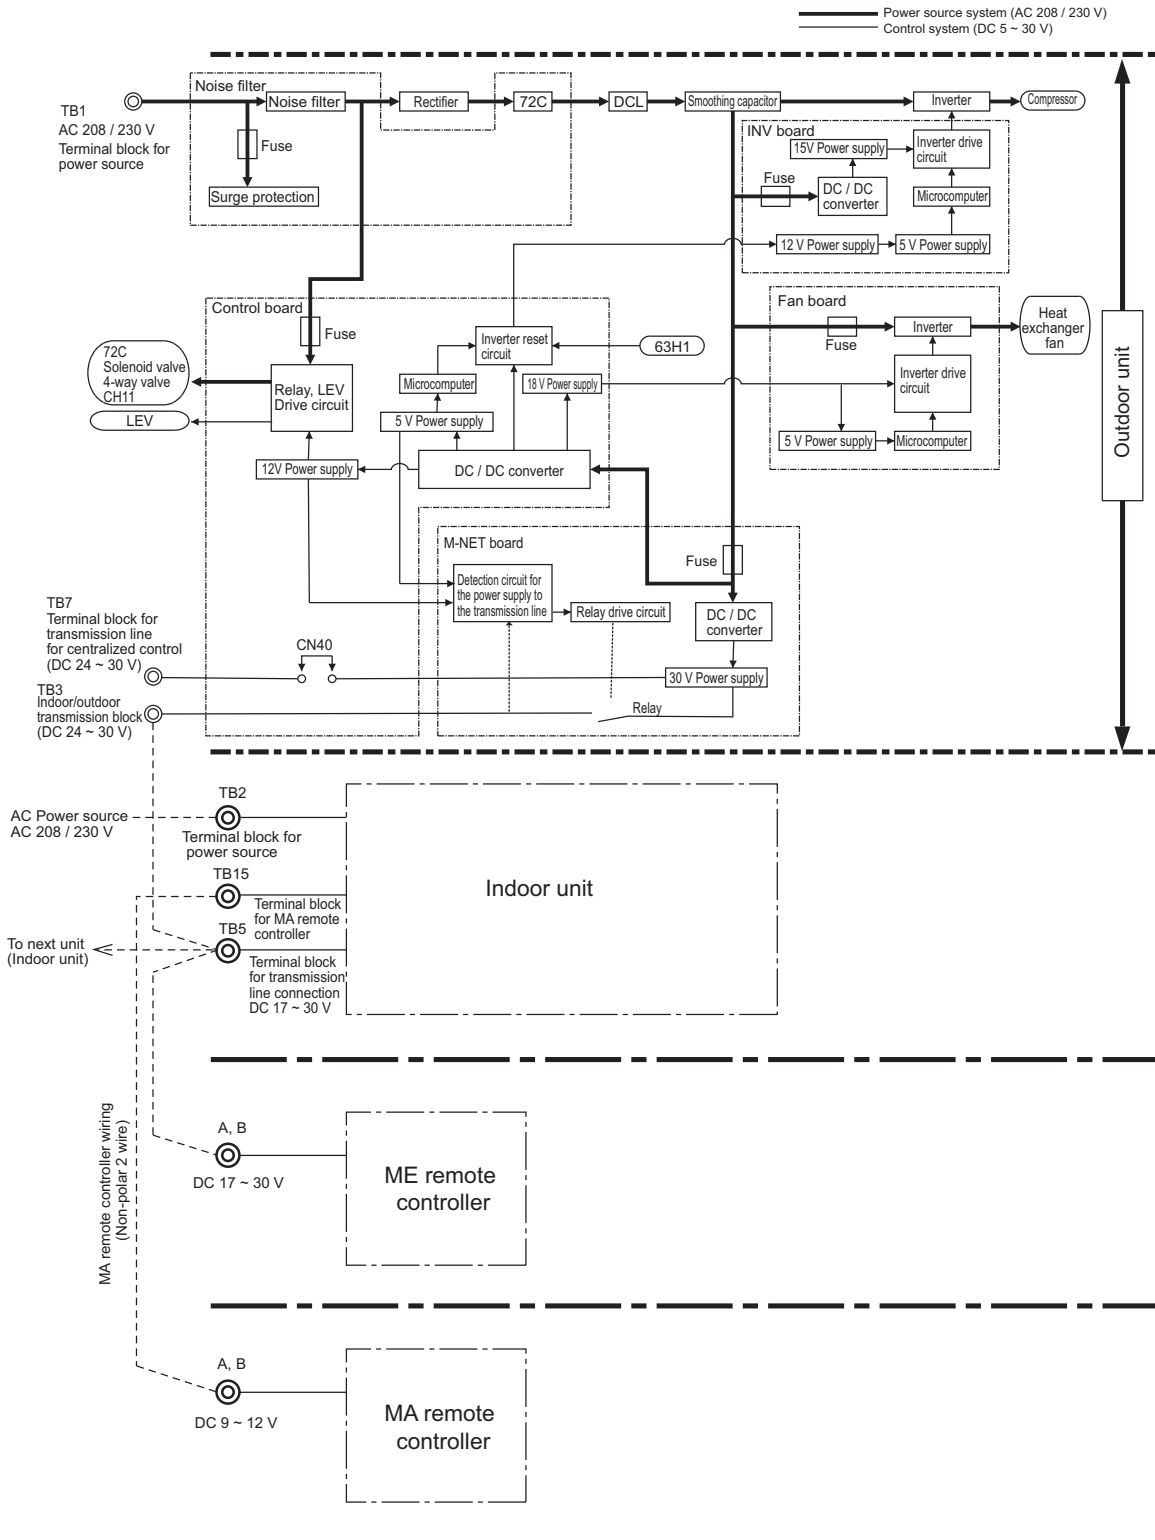 Power source system (AC 208 / 230 V)
Control system (DC 5 ~ 30 V)
Noise filter
TB1
AC 208 / 230 V
Terminal block for
power source
Noise filter
Rectifier
72C
DCL
Smoothing capacitor
Inverter
Compressor
Fuse
Surge protection
INV board
15V Power supply
Inverter drive
circuit
Fuse
DC / DC
converter
Microcomputer
12 V Power supply
5 V Power supply
Control board
Fuse
72C
Solenoid valve
4-way valve
CH11
LEV
Relay, LEV
Drive circuit
Inverter reset
circuit
63H1
Microcomputer
18 V Power supply
5 V Power supply
12V Power supply
DC / DC converter
Fan board
Fuse
Inverter
Heat
exchanger
fan
Inverter drive
circuit
5 V Power supply
Microcomputer
Outdoor unit
M-NET board
Fuse
Detection circuit for
the power supply to
the transmission line
Relay drive circuit
DC / DC
converter
30 V Power supply
Relay
TB7
Terminal block for
transmission line
for centralized control
(DC 24 ~ 30 V)
CN40
TB3
Indoor/outdoor
transmission block
(DC 24 ~ 30 V)
TB2
AC Power source
AC 208 / 230 V
Terminal block for
power source
TB15
Terminal block
for MA remote
controller
Indoor unit
TB5
To next unit
(Indoor unit)
Terminal block
for transmission
line connection
DC 17 ~ 30 V
MA remote controller wiring
(Non-polar 2 wire)
A, B
DC 17 ~ 30 V
ME remote
controller
A, B
DC 9 ~ 12 V
MA remote
controller